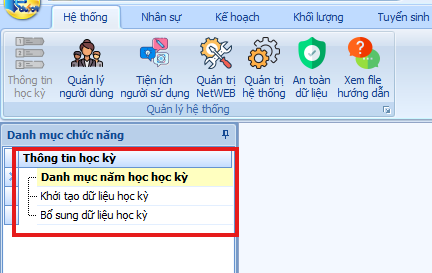 Hệ thống Nhân sự Kế hoạch Khối lượng Tuyển sinh
Thông tin học kỳ
Quản lý người dùng
Tiện ích người sử dụng
Quản trị NetWEB
Quản trị hệ thống
An toàn dữ liệu
Xem file hướng dẫn
Quản lý hệ thống
Danh mục chức năng
Thông tin học kỳ
Danh mục năm học học kỳ
Khởi tạo dữ liệu học kỳ
Bổ sung dữ liệu học kỳ